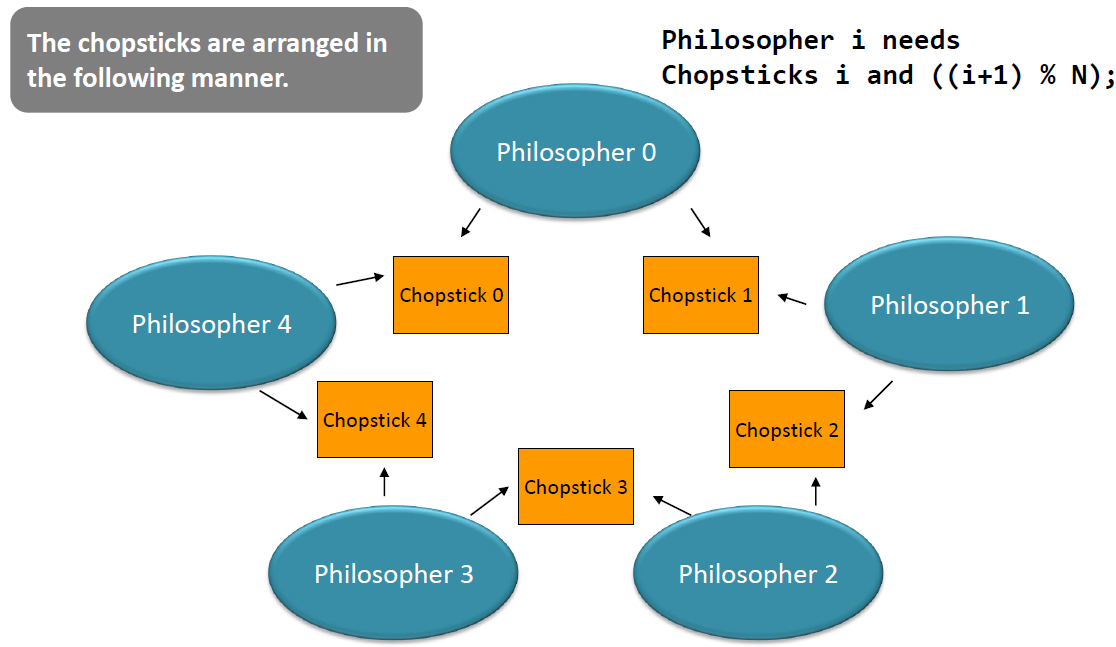 The chopsticks are arranged in
the following manner.
Philosopher i needs
Chopsticks i and ((i+1) % N);
Philosopher 0
Chopstick 0
Chopstick 1
Philosopher 4
Philosopher 1
Chopstick 4
Chopstick 2
Chopstick 3
Philosopher 3
Philosopher 2